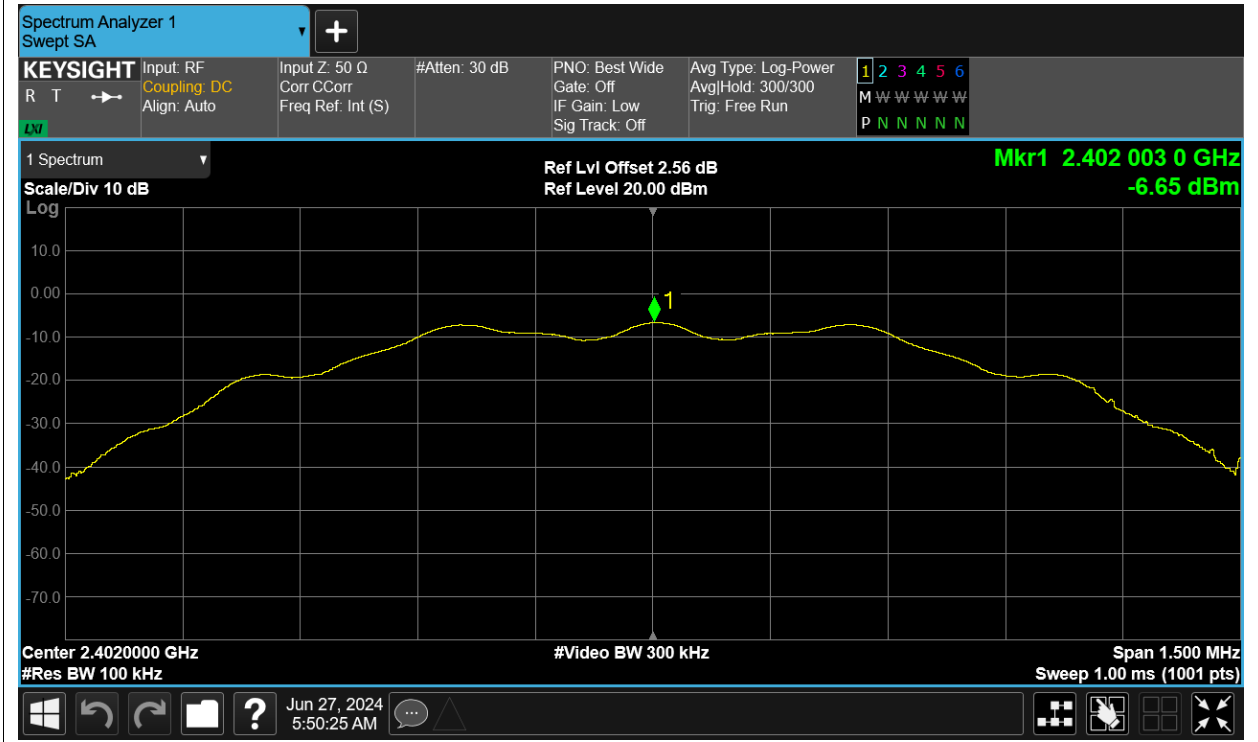 Spectrum Analyzer 1
Swept SA
KEYSIGHT
R T
LXI
Input: RF
Coupling: DC
Align: Auto
Input Z: 50 Ω
Corr CCorr
Freq Ref: Int (S)
#Atten: 30 dB
PNO: Best Wide
Gate: Off
IF Gain: Low
Sig Track: Off
Avg Type: Log-Power
Avg|Hold: 300/300
Trig: Free Run
1 2 3 4 5 6
M W W W W W
P N N N N N
1 Spectrum
Scale/Div 10 dB
Log
Ref Lvl Offset 2.56 dB
Ref Level 20.00 dBm
Mkr1 2.402 003 0 GHz
-6.65 dBm
10.0
0.00
1
-10.0
-20.0
-30.0
-40.0
-50.0
-60.0
-70.0
Center 2.4020000 GHz
#Video BW 300 kHz
Span 1.500 MHz
#Res BW 100 kHz
Sweep 1.00 ms (1001 pts)
?
Jun 27, 2024
5:50:25 AM